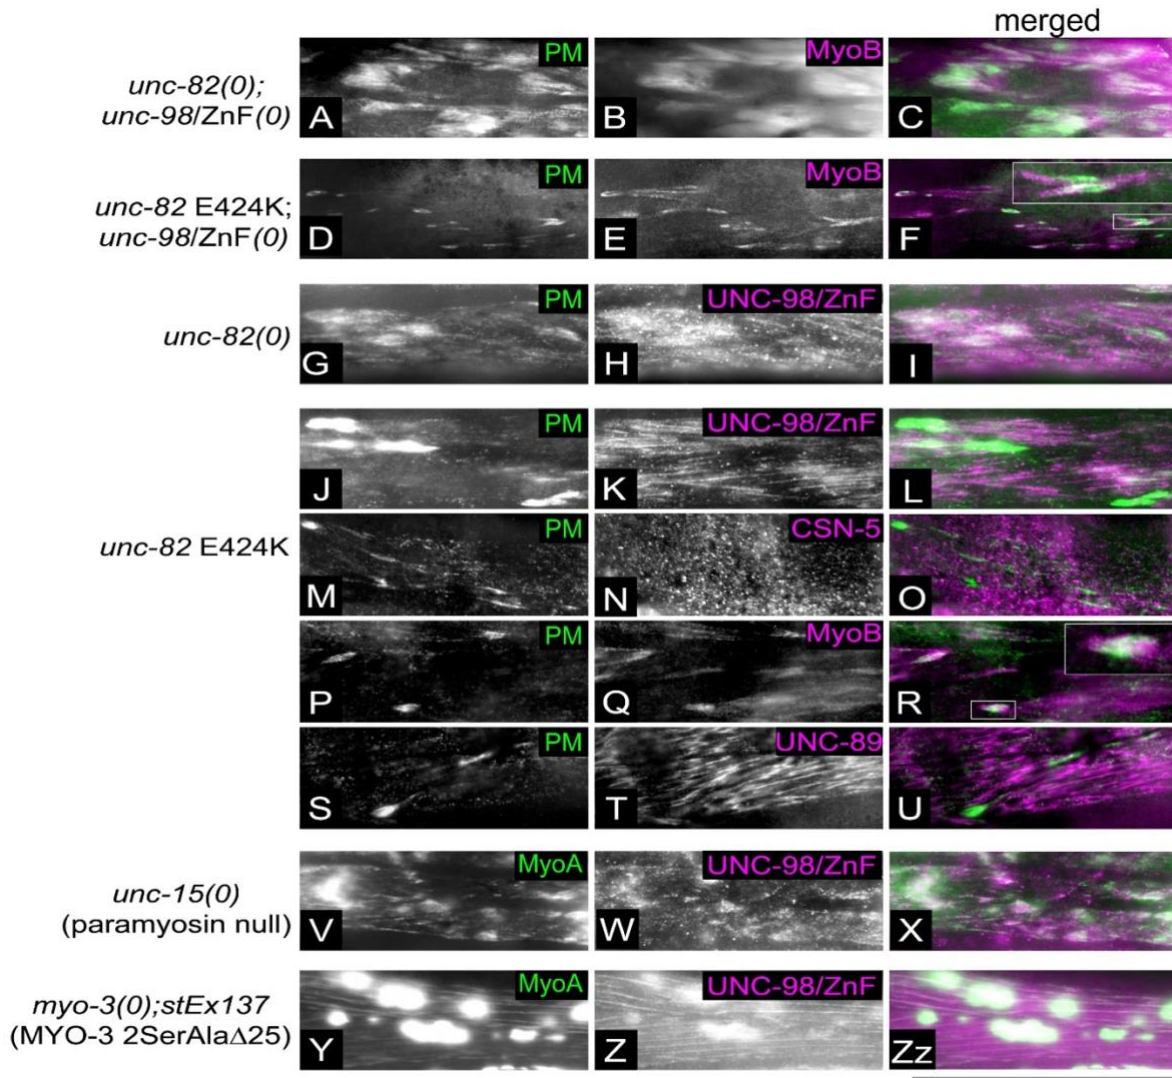 merged
unc-82(0);
unc-98/ZnF(0)
PM
A
MyoB
B
C
unc-82 E424K;
unc-98/ZnF(0)
PM
D
MyoB
E
F
unc-82(0)
PM
G
UNC-98/ZnF
H
I
unc-82 E424K
PM
J
UNC-98/ZnF
K
L
PM
M
CSN-5
N
O
PM
P
MyoB
Q
R
PM
S
UNC-89
T
U
unc-15(0)
(paramyosin null)
MyoA
V
UNC-98/ZnF
W
X
myo-3(0);stEx137
(MYO-3 2SerAlaΔ25)
MyoA
Y
UNC-98/ZnF
Z
Zz